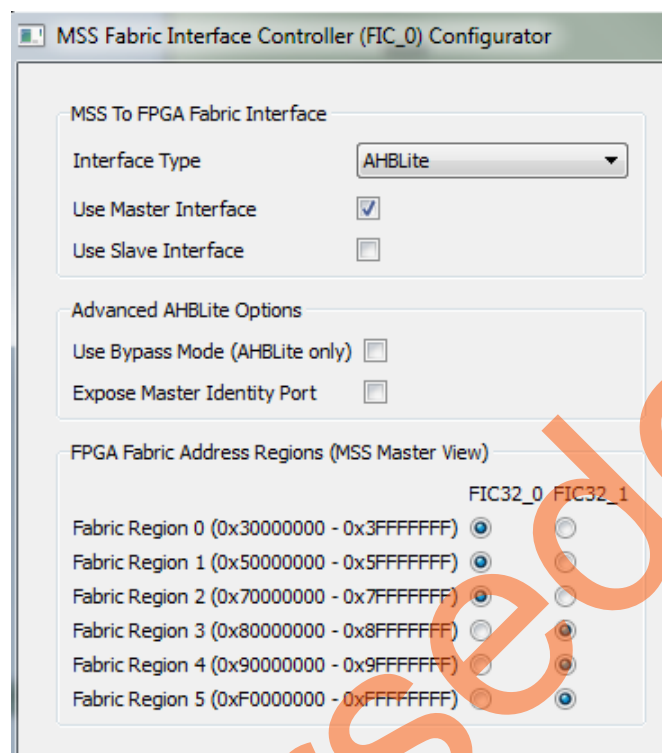 MSS Fabric Interface Controller (FIC_0) Configurator
MSS To FPGA Fabric Interface
Interface Type AHBLite
Use Master Interface
Use Slave Interface
Advanced AHBLite Options
Use Bypass Mode (AHBLite only)
Expose Master Identity Port
FPGA Fabric Address Regions (MSS Master View)
FIC32_0 FIC32_1
Fabric Region 0 (0x30000000 - 0x3FFFFFFF)
Fabric Region 1 (0x50000000 - 0x5FFFFFFF)
Fabric Region 2 (0x70000000 - 0x7FFFFFFF)
Fabric Region 3 (0x80000000 - 0x8FFFFFFF)
Fabric Region 4 (0x90000000 - 0x9FFFFFFF)
Fabric Region 5 (0xF0000000 - 0xFFFFFFFF)